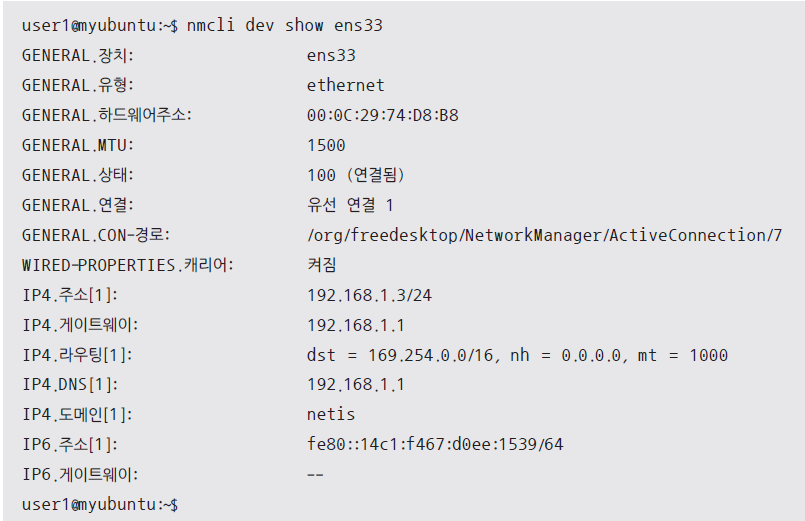 user1@myubuntu:~$ nmcli dev show ens33
GENERAL.장치: ens33
GENERAL.유형: ethernet
GENERAL.하드웨어주소: 00:0C:29:74:D8:B8
GENERAL.MTU: 1500
GENERAL.상태: 100 (연결됨)
GENERAL.연결: 유선 연결 1
GENERAL.CON-경로: /org/freedesktop/NetworkManager/ActiveConnection/7
WIRED-PROPERTIES.캐리어: 켜짐
IP4.주소[1]: 192.168.1.3/24
IP4.게이트웨이: 192.168.1.1
IP4.라우팅[1]: dst = 169.254.0.0/16, nh = 0.0.0.0, mt = 1000
IP4.DNS[1]: 192.168.1.1
IP4.도메인[1]: netis
IP6.주소[1]: fe80::14c1:f467:d0ee:1539/64
IP6.게이트웨이: --
user1@myubuntu:~$